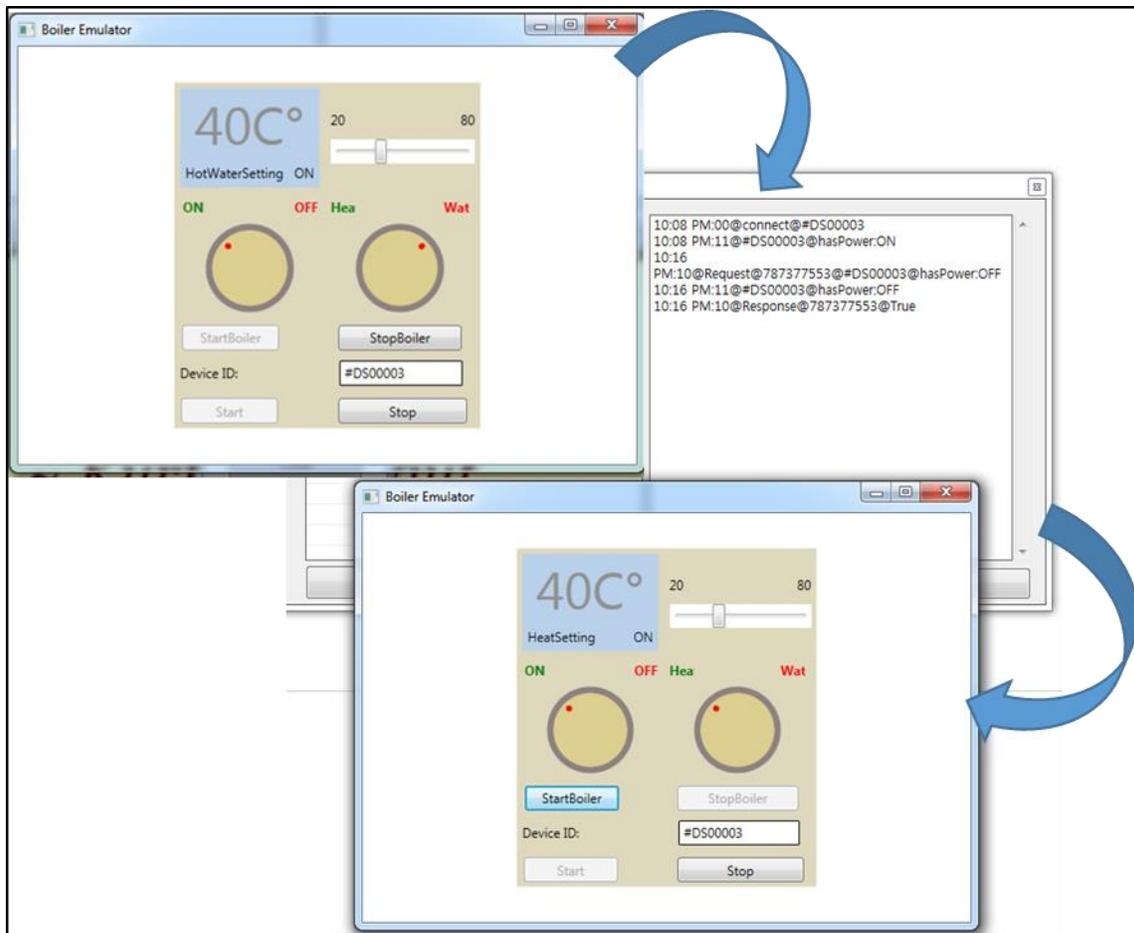 Boiler Emulator
40C°
20 80
HotWaterSetting ON
ON OFF Hea Wat
StartBoiler StopBoiler
Device ID: #DS00003
Start Stop
10:08 PM:00@connect@#DS00003
10:08 PM:11@#DS00003@hasPower:ON
10:16
PM:10@Request@787377553@#DS00003@hasPower:OFF
10:16 PM:11@#DS00003@hasPower:OFF
10:16 PM:10@Response@787377553@True
Boiler Emulator
40C°
20 80
HeatSetting ON
ON OFF Hea Wat
StartBoiler StopBoiler
Device ID: #DS00003
Start Stop